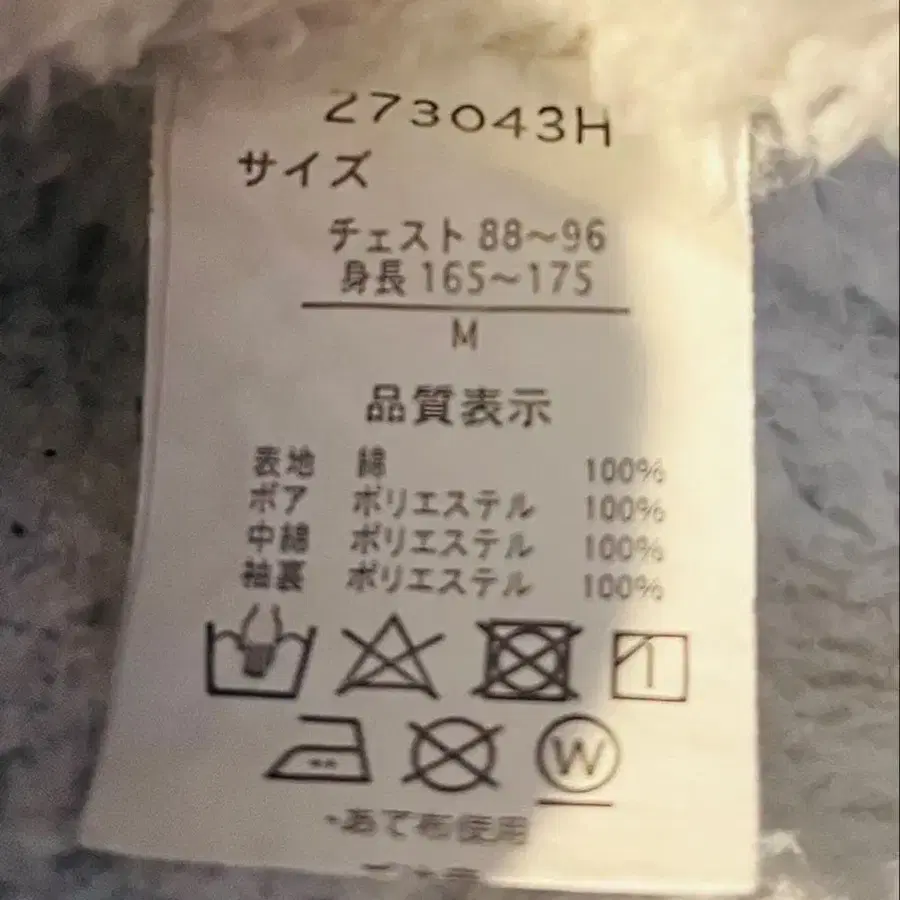 273043H
サイズ
チェスト 88～96
身長 165～175
M
品質表示
表地 綿 100%
ボア ポリエステル 100%
中綿 ポリエステル 100%
袖裏 ポリエステル 100%
W
・あて布使用